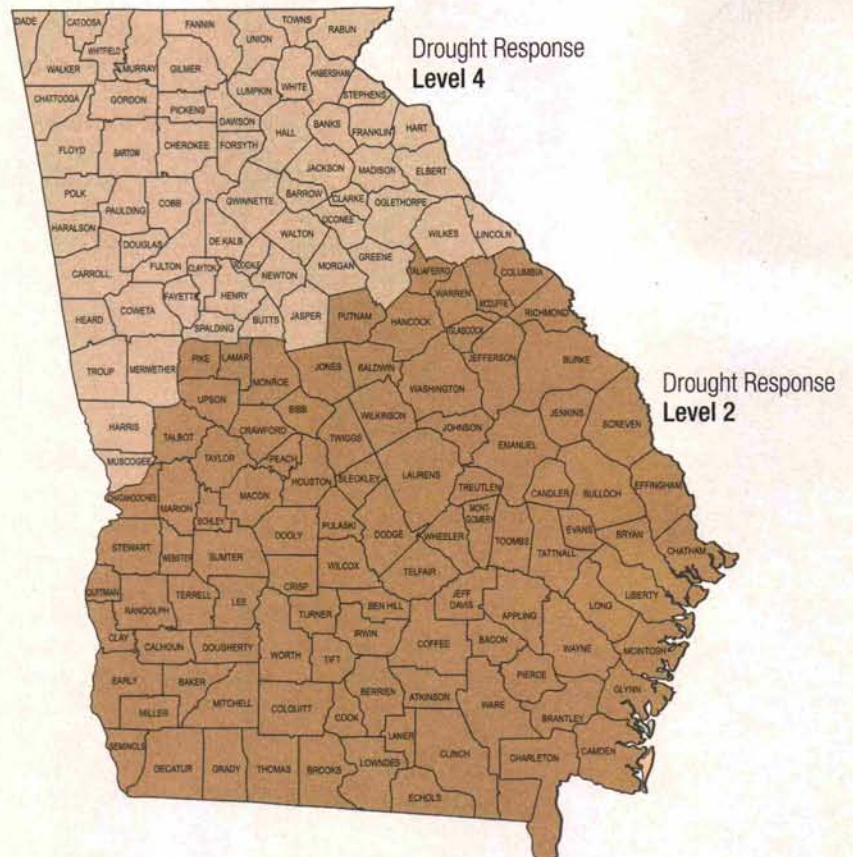 Drought Response
Level 4
Drought Response
Level 2
DADE
CATOOSA
FANNIN
TOWNS
RABUN
UNION
WHITFIELD
MURRAY
GILMER
WALKER
LUMPKIN
WHITE
HABERSHAM
STEPHENS
CHATTOOGA
GORDON
PICKENS
DAWSON
HALL
BANKS
FRANKLIN
HART
FLOYD
BARTOW
CHEROKEE
FORSYTH
JACKSON
MADISON
ELBERT
POLK
PAULDING
COBB
GWINNETTE
BARROW
CLARKE
OGLETHORPE
OCONEE
HARALSON
DOUGLAS
DE KALB
WALTON
WILKES
LINCOLN
CARROLL
FULTON
CLAYTON
NEWTON
MORGAN
GREENE
TALIAFERRO
COLUMBIA
HEARD
COWETA
FAYETTE
HENRY
WARREN
MCDUFFIE
SPALDING
BUTTS
JASPER
PUTNAM
HANCOCK
GLASCOCK
RICHMOND
TROUP
MERIWETHER
PIKE
LAMAR
MONROE
JONES
BALDWIN
JEFFERSON
BURKE
UPSON
WASHINGTON
HARRIS
TALBOT
CRAWFORD
BIBB
WILKINSON
JOHNSON
JENKINS
SCREVEN
MUSCOGEE
TAYLOR
PEACH
TWIGGS
EMANUEL
HOUSTON
BLECKLEY
LAURENS
TREUTLEN
CANDLER
BULLOCH
EFFINGHAM
MARION
MACON
SCHLEY
DOOLY
PULASKI
DODGE
WHEELER
MONT-
GOMERY
TOOMBS
TATTNALL
EVANS
BRYAN
CHATHAM
STEWART
WEBSTER
SUMTER
WILCOX
TELFAIR
CRISP
LIBERTY
QUITMAN
RANDOLPH
TERRELL
LEE
TURNER
BEN HILL
JEFF
DAVIS
APPLING
LONG
CLAY
CALHOUN
DOUGHERTY
WORTH
IRWIN
TIFT
COFFEE
BACON
WAYNE
MCINTOSH
EARLY
BAKER
MITCHELL
BERRIEN
ATKINSON
PIERCE
WARE
GLYNN
MILLER
COLQUITT
COOK
BRANTLEY
LANIER
CLINCH
CHARLETON
CAMDEN
DECATUR
GRADY
THOMAS
BROOKS
LOWNDES
ECHOLS